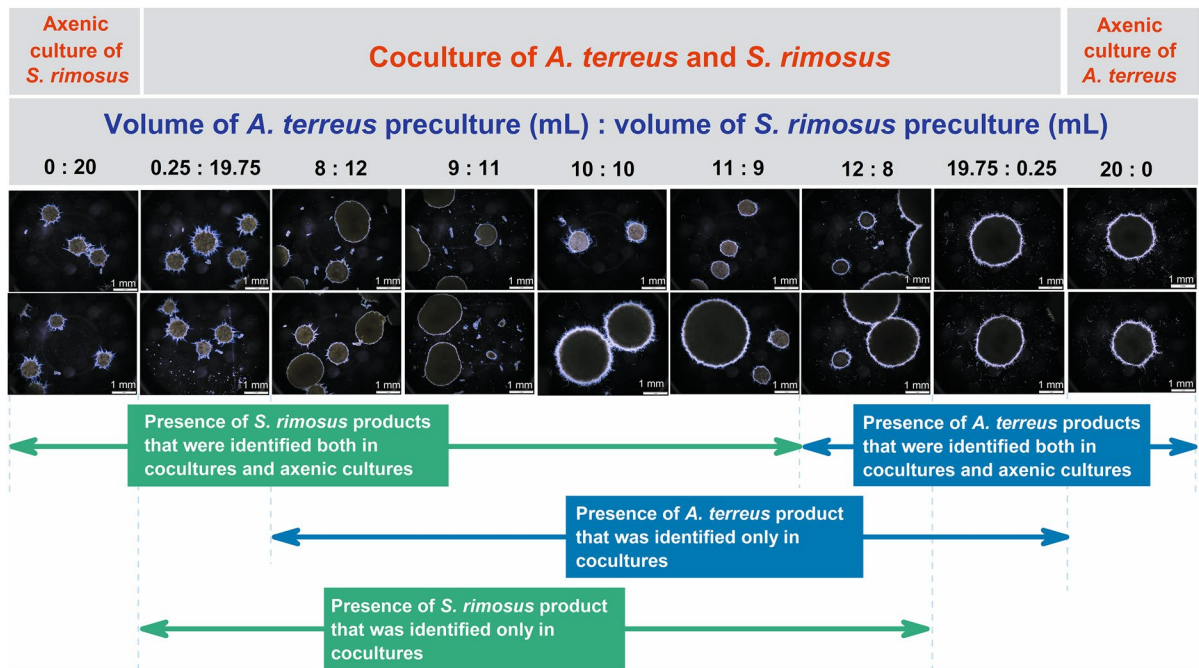 Axenic
culture of
S. rimosus
Coculture of A. terreus and S. rimosus
Axenic
culture of
A. terreus
Volume of A. terreus preculture (mL) : volume of S. rimosus preculture (mL)
0 : 20 0.25 : 19.75 8 : 12 9 : 11 10 : 10 11 : 9 12 : 8 19.75 : 0.25 20 : 0
1 mm 1 mm 1 mm 1 mm 1 mm 1 mm 1 mm 1 mm 1 mm
1 mm 1 mm 1 mm 1 mm 1 mm 1 mm 1 mm 1 mm 1 mm
Presence of S. rimosus products
that were identified both in
cocultures and axenic cultures
Presence of A. terreus products
that were identified both in
cocultures and axenic cultures
Presence of A. terreus product
that was identified only in
cocultures
Presence of S. rimosus product
that was identified only in
cocultures